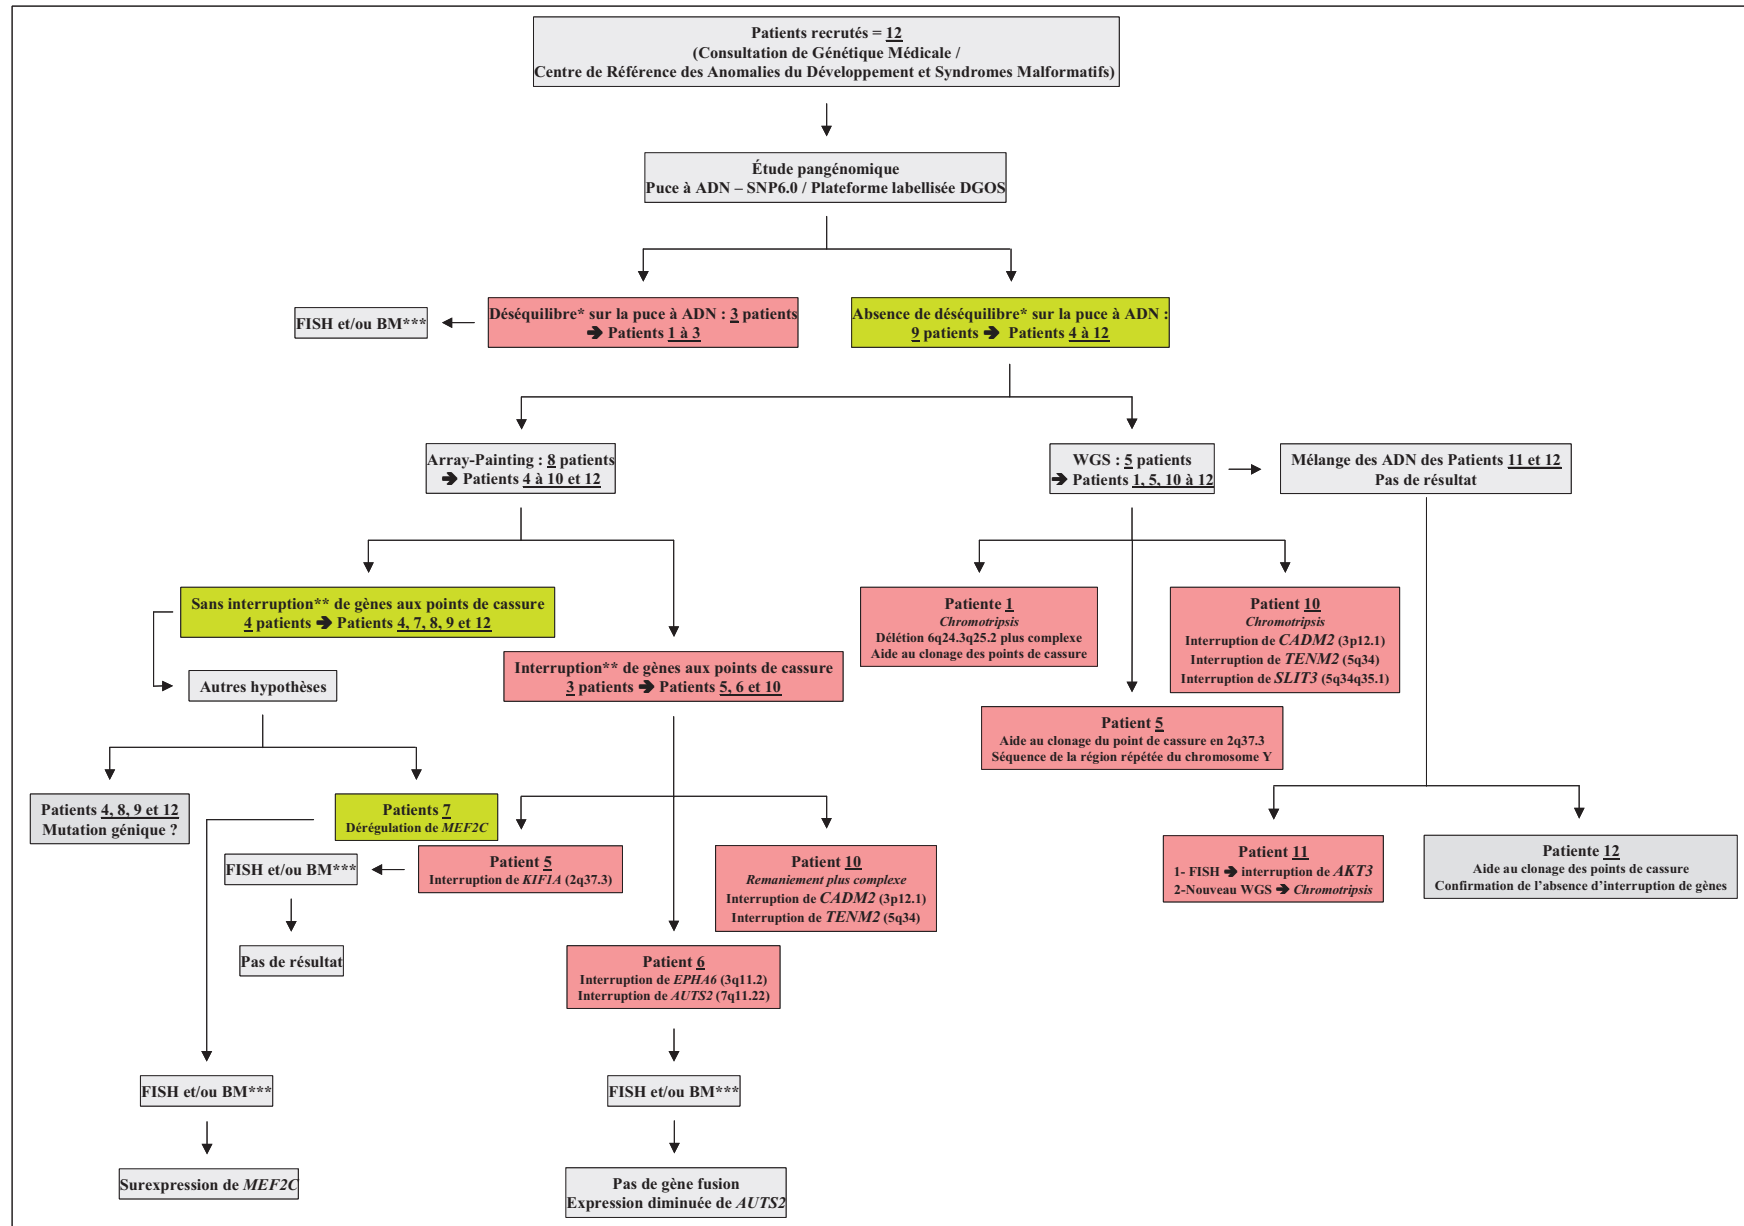 Patients recrutés = 12
(Consultation de Génétique Médicale /
Centre de Référence des Anomalies du Développement et Syndromes Malformatifs)
Étude pangénomique
Puce à ADN – SNP6.0 / Plateforme labellisée DGOS
FISH et/ou BM***
Déséquilibre* sur la puce à ADN : 3 patients
➔ Patients 1 à 3
Absence de déséquilibre* sur la puce à ADN :
9 patients ➔ Patients 4 à 12
Array-Painting : 8 patients
➔ Patients 4 à 10 et 12
WGS : 5 patients
➔ Patients 1, 5, 10 à 12
Mélange des ADN des Patients 11 et 12
Pas de résultat
Sans interruption** de gènes aux points de cassure
4 patients ➔ Patients 4, 7, 8, 9 et 12
Patiente 1
Chromotripsis
Délétion 6q24.3q25.2 plus complexe
Aide au clonage des points de cassure
Patient 10
Chromotripsis
Interruption de CADM2 (3p12.1)
Interruption de TENM2 (5q34)
Interruption de SLIT3 (5q34q35.1)
Autres hypothèses
Interruption** de gènes aux points de cassure
3 patients ➔ Patients 5, 6 et 10
Patient 5
Aide au clonage du point de cassure en 2q37.3
Séquence de la région répétée du chromosome Y
Patients 4, 8, 9 et 12
Mutation génique ?
Patients 7
Dérégulation de MEF2C
FISH et/ou BM***
Patient 5
Interruption de KIF1A (2q37.3)
Patient 10
Remaniement plus complexe
Interruption de CADM2 (3p12.1)
Interruption de TENM2 (5q34)
Patient 11
1- FISH ➔ interruption de AKT3
2-Nouveau WGS ➔ Chromotripsis
Patiente 12
Aide au clonage des points de cassure
Confirmation de l’absence d’interruption de gènes
Pas de résultat
Patient 6
Interruption de EPHA6 (3q11.2)
Interruption de AUTS2 (7q11.22)
FISH et/ou BM***
FISH et/ou BM***
Surexpression de MEF2C
Pas de gène fusion
Expression diminuée de AUTS2